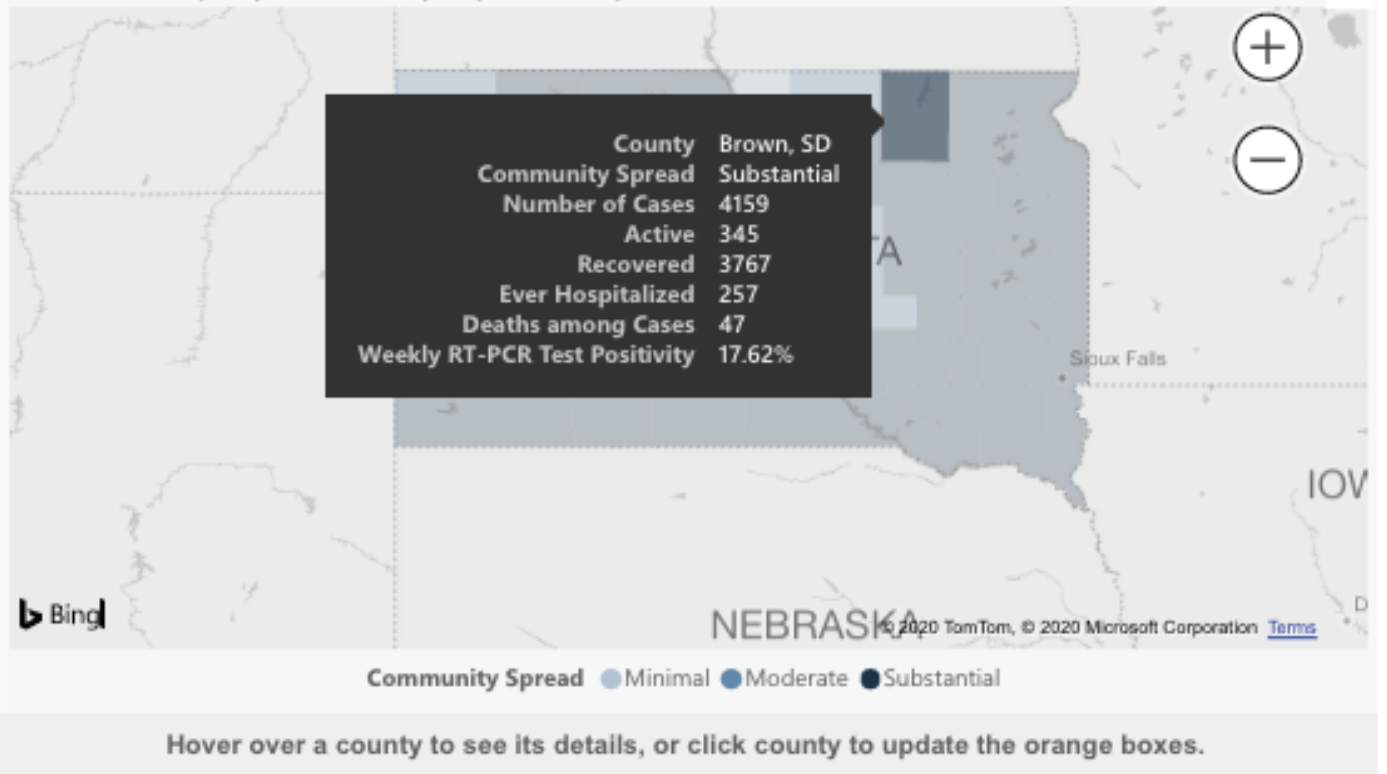 County Brown, SD
Community Spread Substantial
Number of Cases 4159
Active 345
Recovered 3767
Ever Hospitalized 257
Deaths among Cases 47
Weekly RT-PCR Test Positivity 17.62%
TA
Sioux Falls
IOW
D
Bing
NEBRASKA
© 2020 TomTom, © 2020 Microsoft Corporation Terms
Community Spread Minimal Moderate Substantial
Hover over a county to see its details, or click county to update the orange boxes.